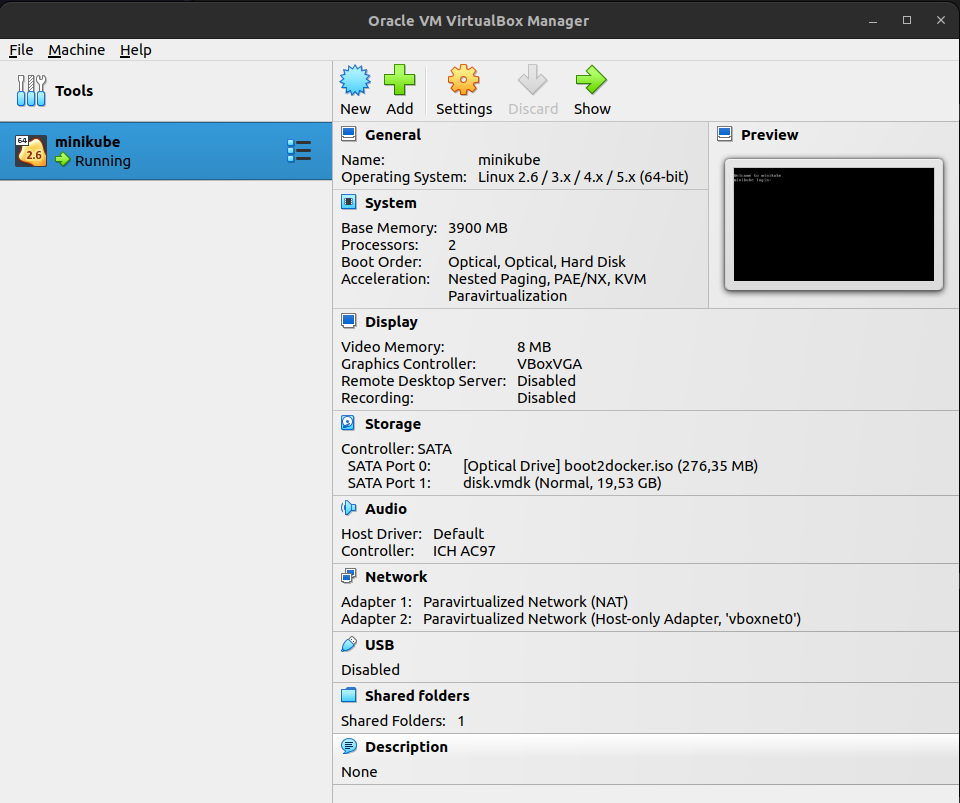 Oracle VM VirtualBox Manager
File Machine Help
Tools
New Add Settings Discard Show
64
2.6
minikube
Running
General
Name: minikube
Operating System: Linux 2.6 / 3.x / 4.x / 5.x (64-bit)
Preview
Welcome to minikube
minikube login:
System
Base Memory: 3900 MB
Processors: 2
Boot Order: Optical, Optical, Hard Disk
Acceleration: Nested Paging, PAE/NX, KVM
Paravirtualization
Display
Video Memory: 8 MB
Graphics Controller: VBoxVGA
Remote Desktop Server: Disabled
Recording: Disabled
Storage
Controller: SATA
SATA Port 0: [Optical Drive] boot2docker.iso (276,35 MB)
SATA Port 1: disk.vmdk (Normal, 19,53 GB)
Audio
Host Driver: Default
Controller: ICH AC97
Network
Adapter 1: Paravirtualized Network (NAT)
Adapter 2: Paravirtualized Network (Host-only Adapter, 'vboxnet0')
USB
Disabled
Shared folders
Shared Folders: 1
Description
None